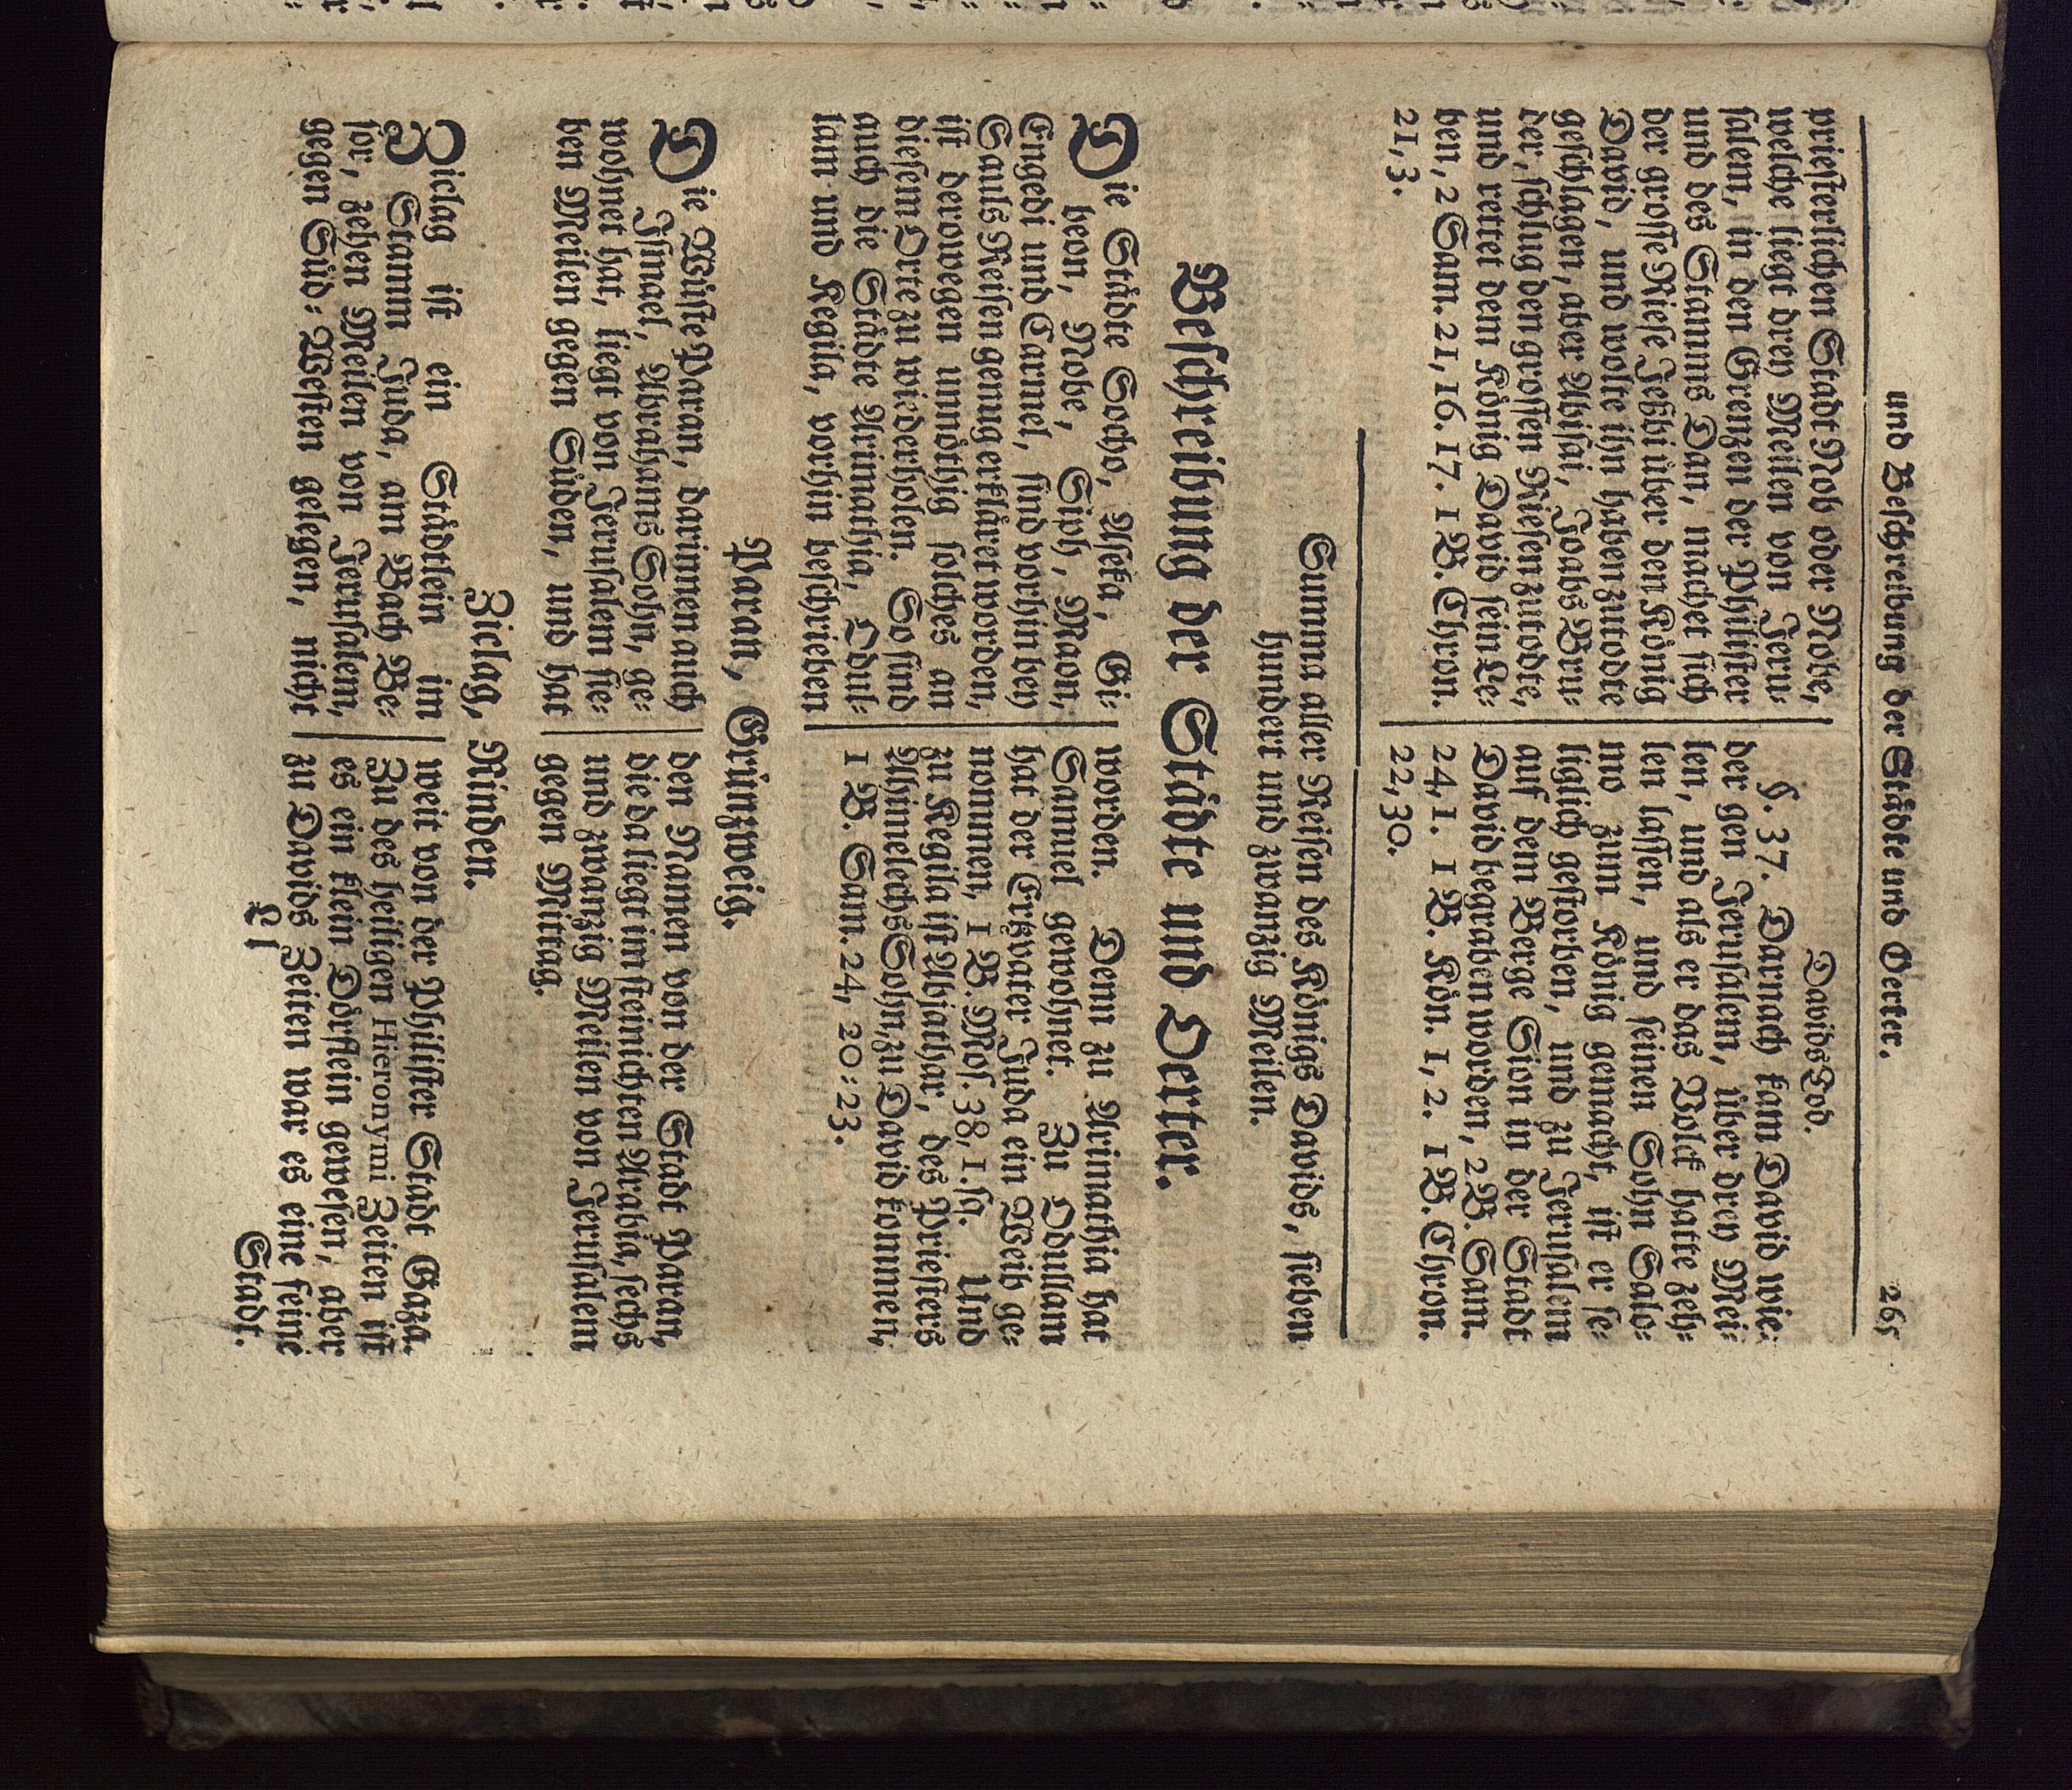 und Beschreibung der Städte und Oerter. 265
priesterlichen Stadt Nob oder Nobe,
welche liegt drey Meilen von Jeru-
salem, in den Grenzen der Philister
und des Stamms Dan, machet sich
der grosse Riese Jesbi über den König
David, und wolte ihn haben zu tode
geschlagen, aber Abisai, Joabs Bru-
der, schlug den grossen Riesen zu tode,
und rettet dem König David sein Le-
ben, 2 Sam. 21, 16. 17. 1 B. Chron.
21, 3.
Davids Tod.
§. 37. Darnach kam David wie-
der gen Jerusalem, über drey Mei-
len, und als er das Volck hatte zeh-
len lassen, und seinen Sohn Salo-
mo zum König gemacht, ist er se-
liglich gestorben, und zu Jerusalem
auf dem Berge Sion in der Stadt
David begraben worden, 2 B. Sam.
24, 1. 1 B. Kön. 1, 2. 1 B. Chron.
22, 30.
Summa aller Reisen des Königs Davids, sieben
hundert und zwanzig Meilen.
Beschreibung der Städte und Oerter.
Die Städte Socho, Aseka, Gi-
beon, Nobe, Siph, Maon,
Engedi und Carmel, sind vorhin bey
Sauls Reisen genug erkläret worden,
ist derowegen unnöthig solches an
diesem Orte zu wiederholen. So sind
auch die Städte Arimathia, Odul-
lam und Kegila, vorhin beschrieben
worden. Denn zu Arimathia hat
Samuel gewohnet. Zu Odullam
hat der Ertzvater Juda ein Weib ge-
nommen, 1 B. Mos. 38, 1. sq. Und
zu Kegila ist Abjathar, des Priesters
Ahimelechs Sohn, zu David kommen,
1 B. Sam. 24, 20-23.
Paran, Grünzweig.
Die Wüste Paran, darinnen auch
Ismael, Abrahams Sohn, ge-
wohnet hat, liegt von Jerusalem sie-
ben Meilen gegen Süden, und hat
den Namen von der Stadt Paran,
die da liegt im steinichten Arabia, sechs
und zwanzig Meilen von Jerusalem
gegen Mittag.
Ziclag, Minden.
Ziclag ist ein Städtlein im
Stamm Juda, am Bach Be-
sor, zehen Meilen von Jerusalem,
gegen Süd-Westen gelegen, nicht
weit von der Philister Stadt Gaza.
Zu des heiligen Hieronymi Zeiten ist
es ein klein Dörflein gewesen, aber
zu Davids Zeiten war es eine feine
Ll
Stadt.